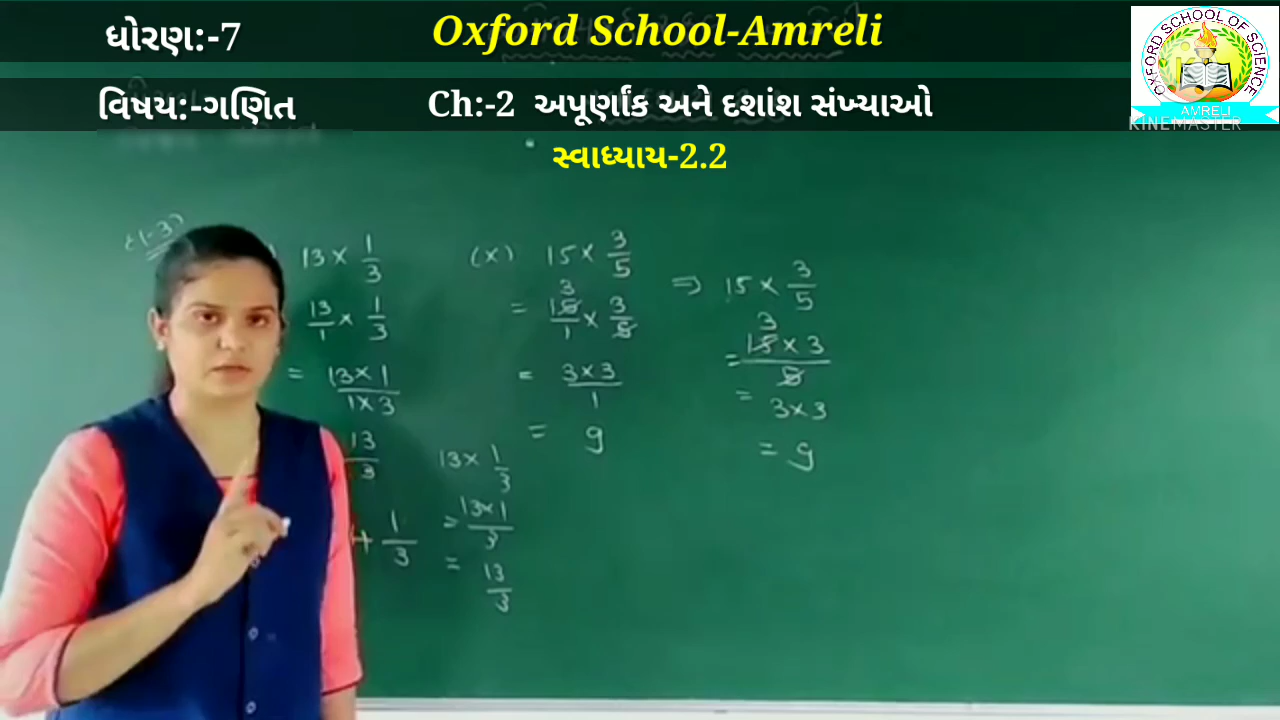 ધોરણ:-7
Oxford School-Amreli
OXFORD SCHOOL OF SCIENCE
AMRELI
વિષય:-ગણિત
Ch:-2 અપૂર્ણાંક અને દશાંશ સંખ્યાઓ
KINEMASTER
સ્વાધ્યાય-2.2
13 × 1/3
13/1 × 1/3
= 13×1/1×3
13/3
+ 1/3
13 × 1/3
= 13×1/3
= 13/3
(x) 15 × 3/5
= 3 15/1 × 3/5
= 3×3/1
= 9
⇒ 15 × 3/5
= 3 15×3/5
= 3×3
= 9